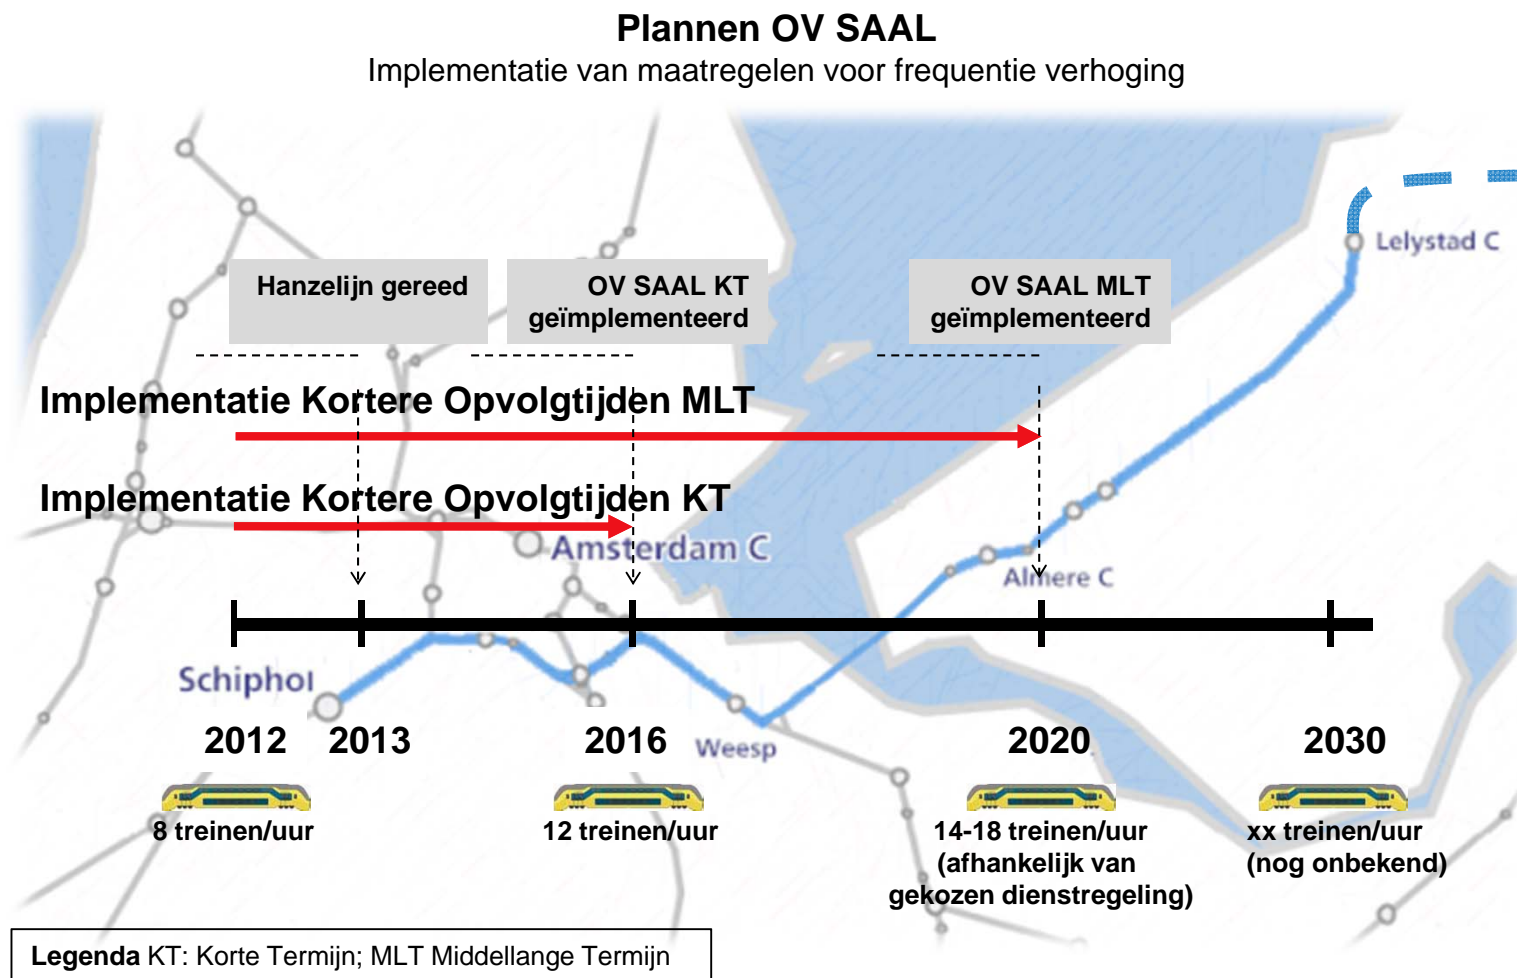 Plannen OV SAAL
Implementatie van maatregelen voor frequentie verhoging
Lelystad C
Hanzelijn gereed
OV SAAL KT
geïmplementeerd
OV SAAL MLT
geïmplementeerd
Implementatie Kortere Opvolgtijden MLT
Implementatie Kortere Opvolgtijden KT
Amsterdam C
Almere C
Schiphol
Weesp
2012
2013
2016
2020
2030
8 treinen/uur
12 treinen/uur
14-18 treinen/uur
(afhankelijk van
gekozen dienstregeling)
xx treinen/uur
(nog onbekend)
Legenda KT: Korte Termijn; MLT Middellange Termijn